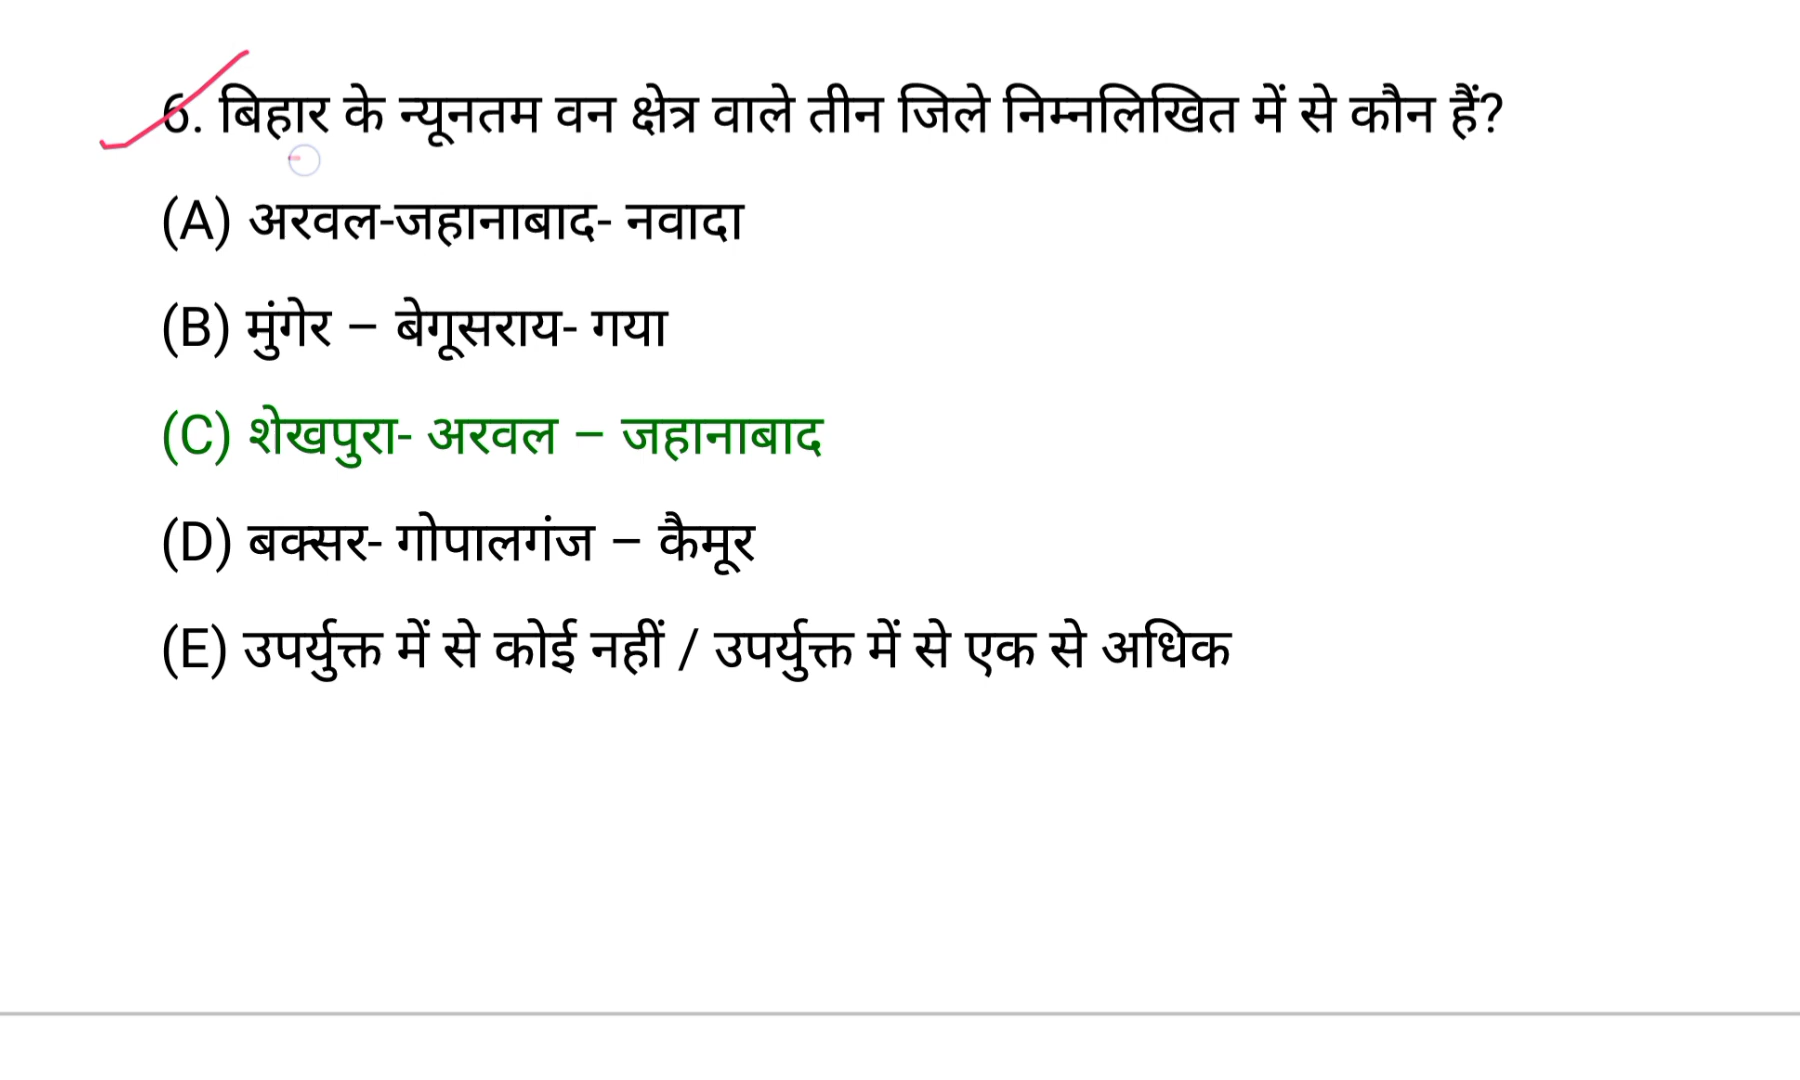 6. बिहार के न्यूनतम वन क्षेत्र वाले तीन जिले निम्नलिखित में से कौन हैं?
(A) अरवल-जहानाबाद- नवादा
(B) मुंगेर – बेगूसराय- गया
(C) शेखपुरा- अरवल – जहानाबाद
(D) बक्सर- गोपालगंज – कैमूर
(E) उपर्युक्त में से कोई नहीं / उपर्युक्त में से एक से अधिक